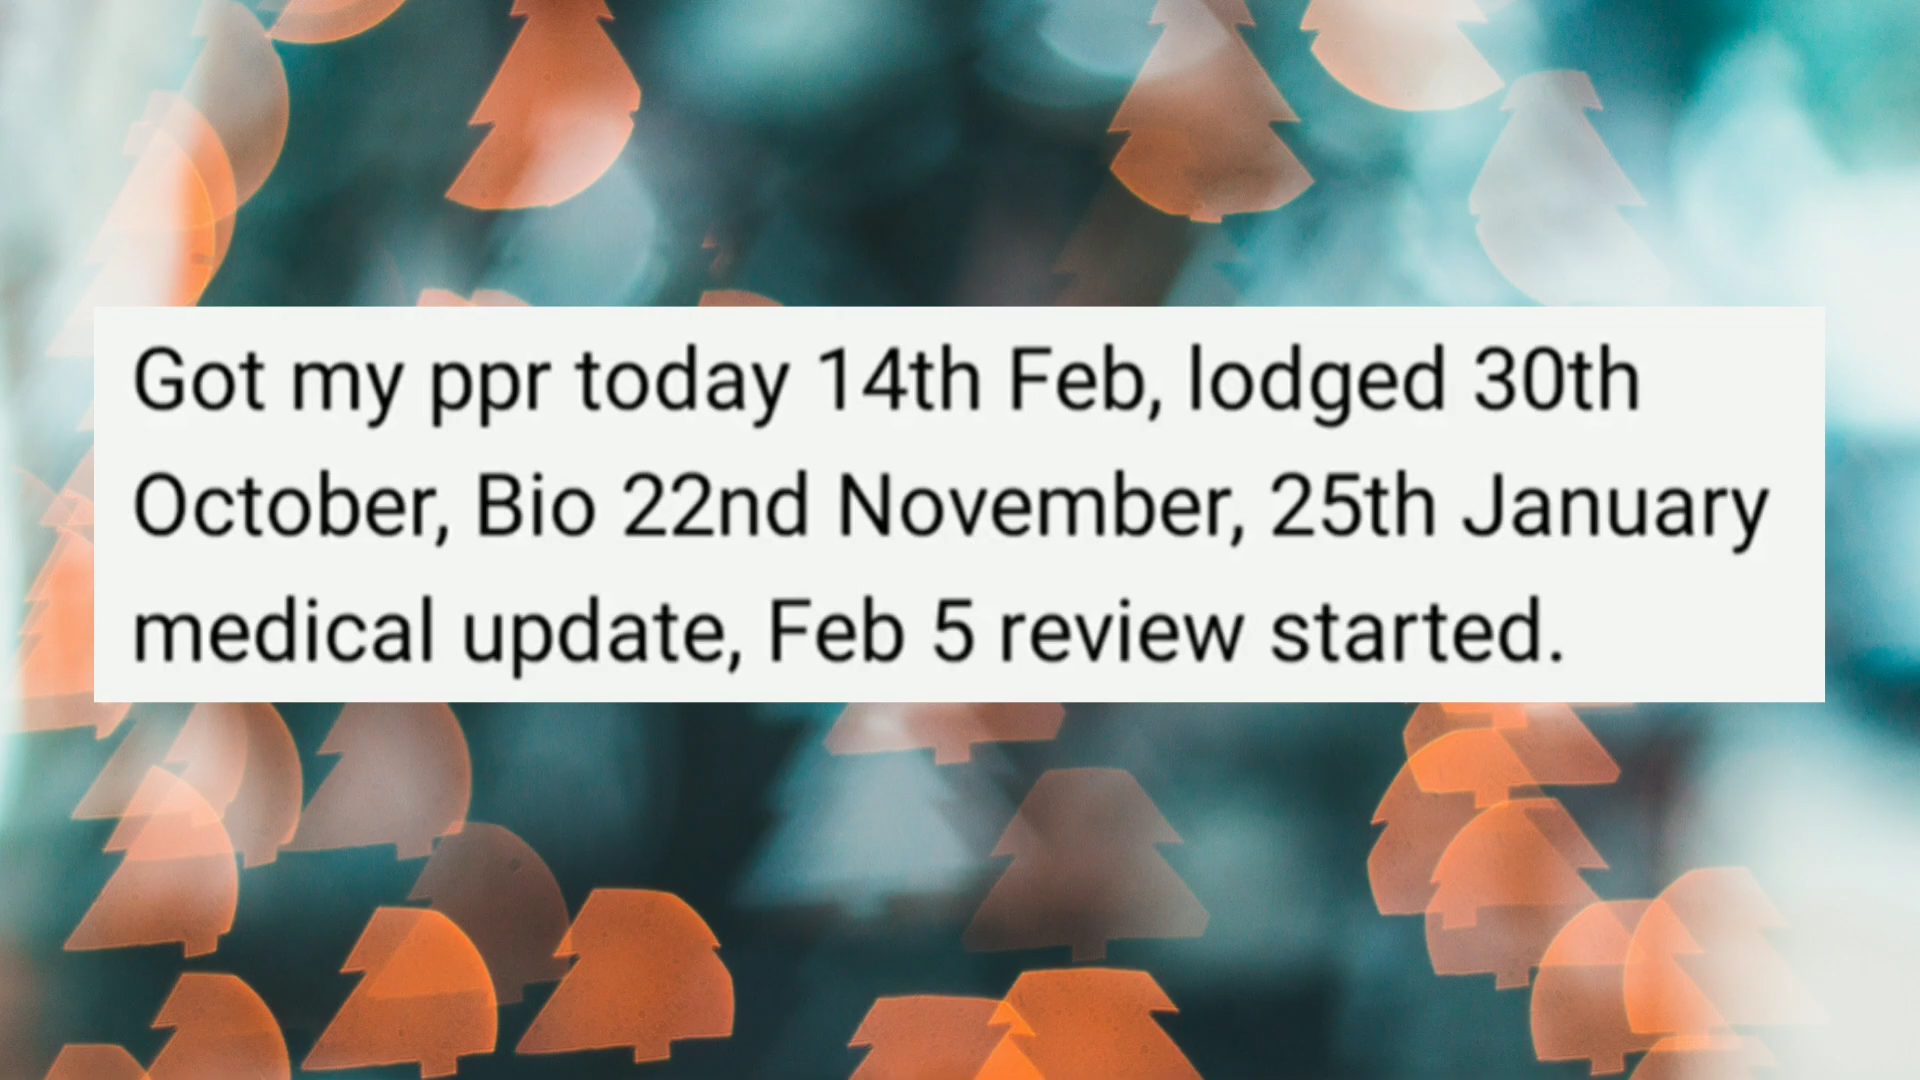 Got my ppr today 14th Feb, lodged 30th
October, Bio 22nd November, 25th January
medical update, Feb 5 review started.